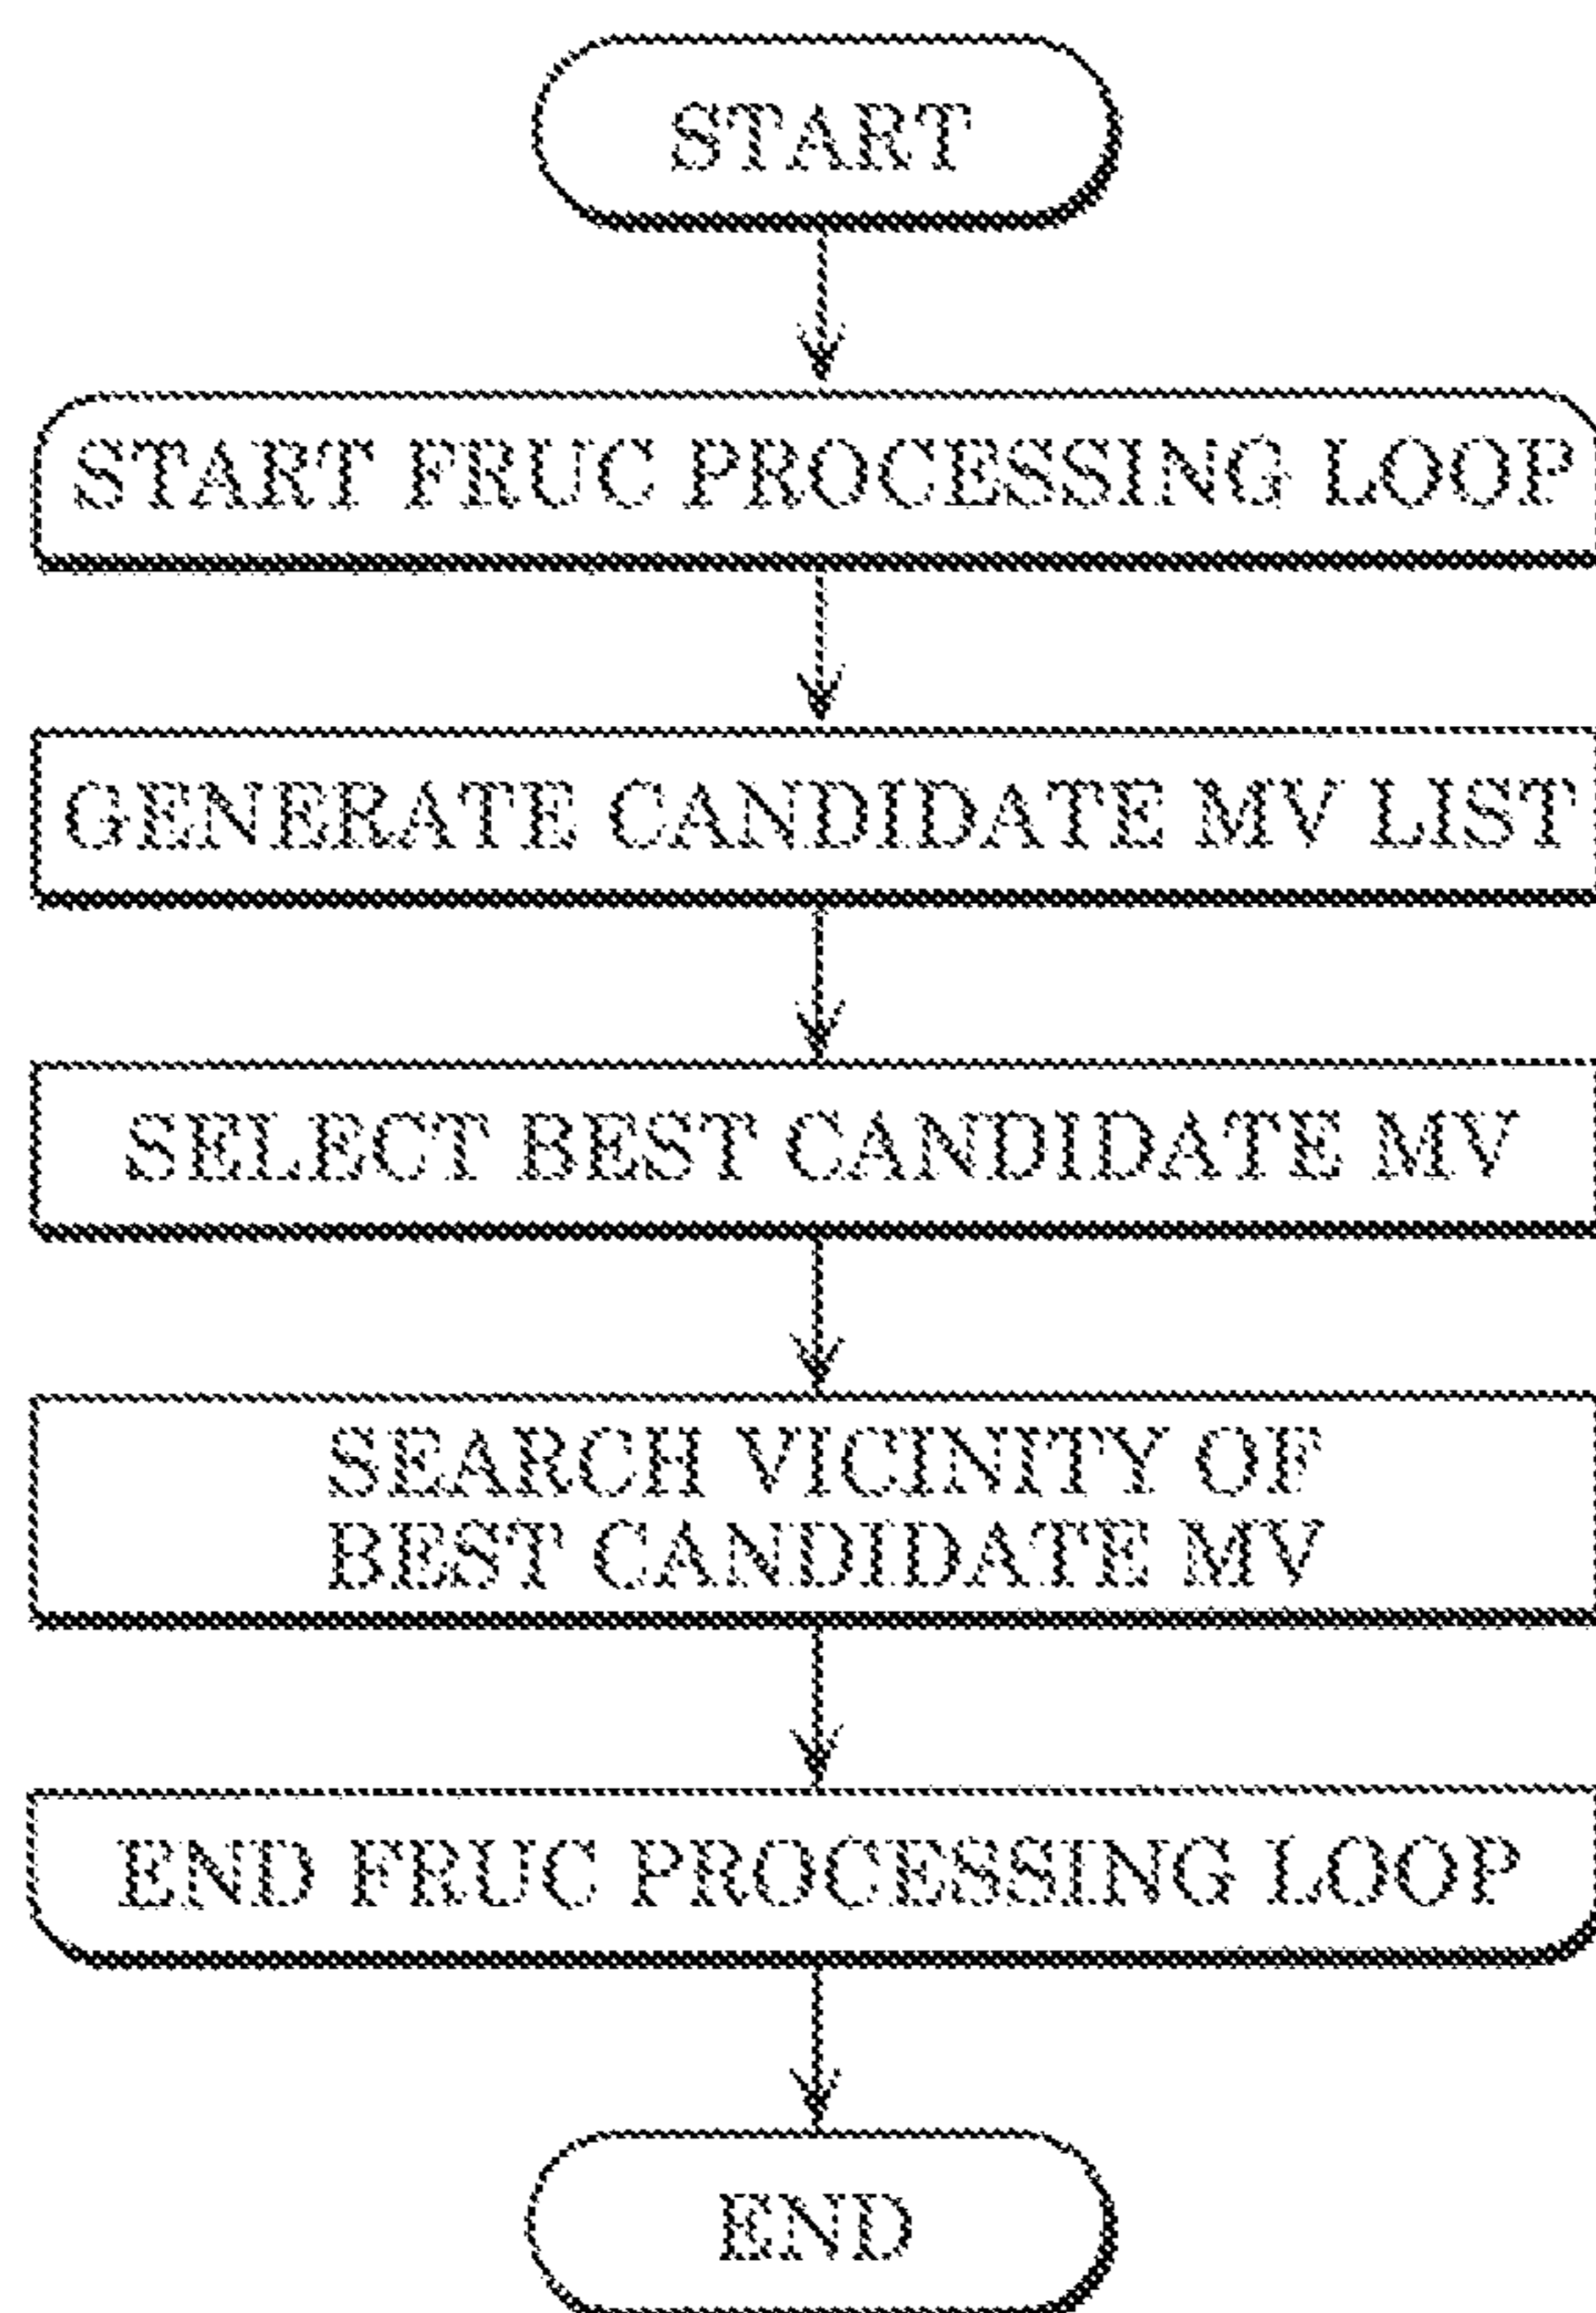 START
START FRUC PROCESSING LOOP
GENERATE CANDIDATE MV LIST
SELECT BEST CANDIDATE MV
SEARCH VICINITY OF
BEST CANDIDATE MV
END FRUC PROCESSING LOOP
END